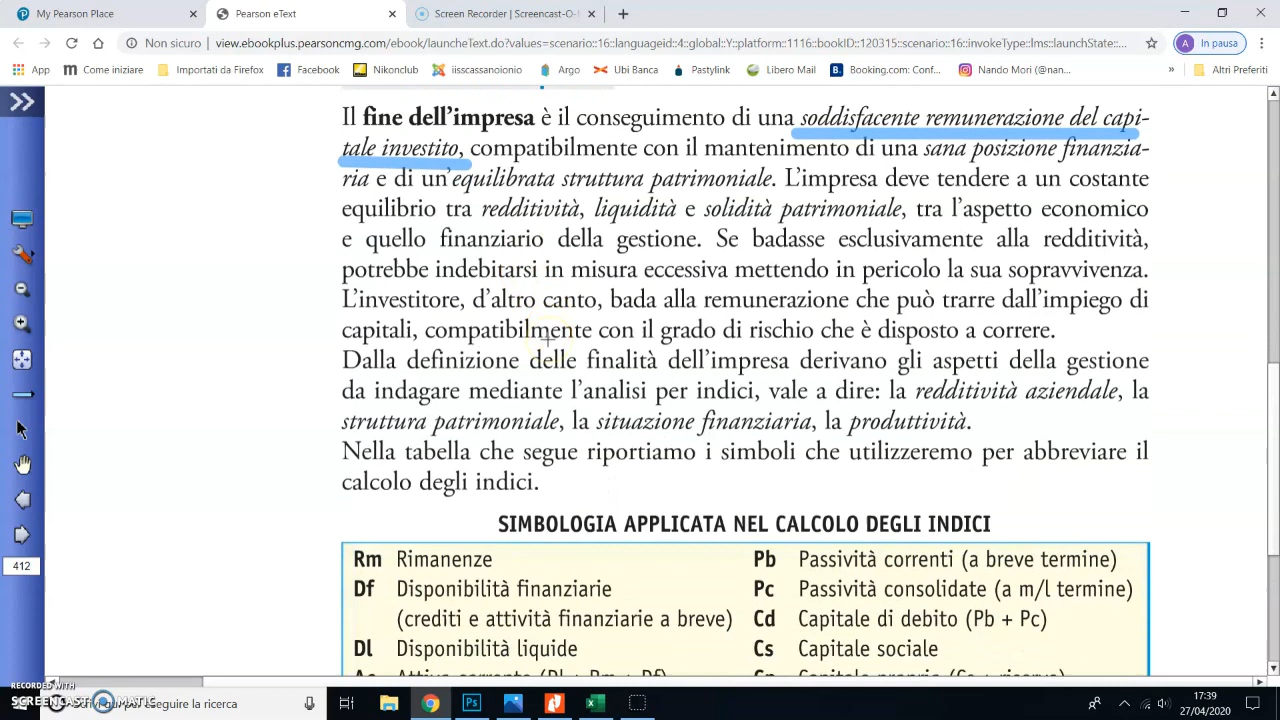 My Pearson Place
Pearson eText
Screen Recorder | Screencast-O-
Non sicuro
view.ebookplus.pearsoncmg.com/ebook/launchText.do?values=scenario::16::languageid::4::global::Y::platform::1116::bookID::120315::scenario::16::invokeType::lms::launchState::...
In pausa
App
Come iniziare
Importati da Firefox
Facebook
Nikonclub
iisscassanoionio
Argo
Ubi Banca
Pastylink
Libero Mail
Booking.com: Conf...
Nando Mori (@nan...
Altri Preferiti
Il fine dell'impresa è il conseguimento di una soddisfacente remunerazione del capi-
tale investito, compatibilmente con il mantenimento di una sana posizione finanzia-
ria e di un'equilibrata struttura patrimoniale. L'impresa deve tendere a un costante
equilibrio tra redditività, liquidità e solidità patrimoniale, tra l'aspetto economico
e quello finanziario della gestione. Se badasse esclusivamente alla redditività,
potrebbe indebitarsi in misura eccessiva mettendo in pericolo la sua sopravvivenza.
L'investitore, d'altro canto, bada alla remunerazione che può trarre dall'impiego di
capitali, compatibilmente con il grado di rischio che è disposto a correre.
Dalla definizione delle finalità dell'impresa derivano gli aspetti della gestione
da indagare mediante l'analisi per indici, vale a dire: la redditività aziendale, la
struttura patrimoniale, la situazione finanziaria, la produttività.
Nella tabella che segue riportiamo i simboli che utilizzeremo per abbreviare il
calcolo degli indici.
SIMBOLOGIA APPLICATA NEL CALCOLO DEGLI INDICI
Rm Rimanenze
Df Disponibilità finanziarie
(crediti e attività finanziarie a breve)
Dl Disponibilità liquide
Pb Passività correnti (a breve termine)
Pc Passività consolidate (a m/l termine)
Cd Capitale di debito (Pb + Pc)
Cs Capitale sociale
412
RECORDED WITH
SCREENCAST-O-MATIC
eseguire la ricerca
17:39
27/04/2020